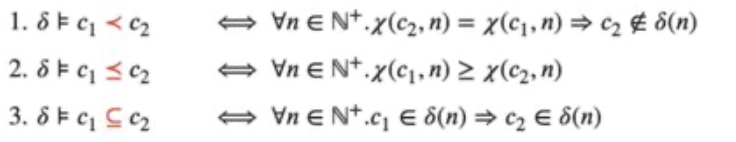 1. δ ⊨ c₁ ≺ c₂ ⟺ ∀n ∈ ℕ⁺.χ(c₂, n) = χ(c₁, n) ⇒ c₂ ∉ δ(n)
2. δ ⊨ c₁ ≼ c₂ ⟺ ∀n ∈ ℕ⁺.χ(c₁, n) ≥ χ(c₂, n)
3. δ ⊨ c₁ ⊆ c₂ ⟺ ∀n ∈ ℕ⁺.c₁ ∈ δ(n) ⇒ c₂ ∈ δ(n)